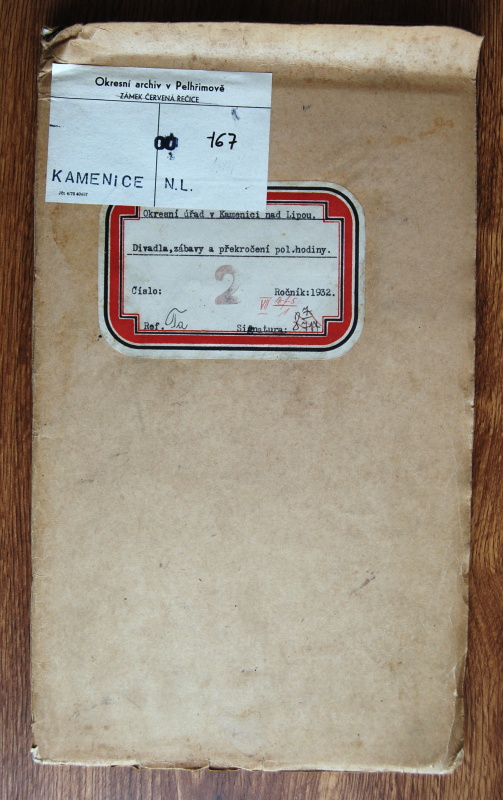 Okresní archiv v Pelhřimově
ZÁMEK ČERVENÁ ŘEČICE
167
KAMENICE N.L.
Okresní úřad v Kamenici nad Lipou.
Divadla,zábavy a překročení pol.hodiny.
2
Číslo: Ročník:1932.
VII
Ref. Signatura: